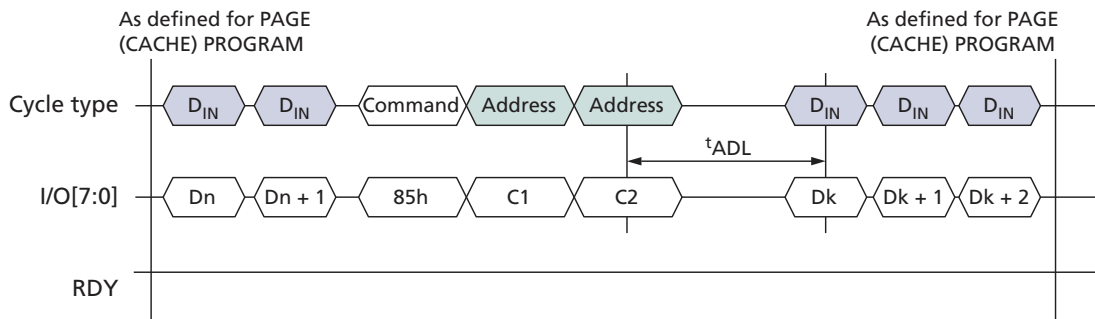 As defined for PAGE
(CACHE) PROGRAM
As defined for PAGE
(CACHE) PROGRAM
Cycle type
DIN
DIN
Command
Address
Address
DIN
DIN
DIN
tADL
I/O[7:0]
Dn
Dn + 1
85h
C1
C2
Dk
Dk + 1
Dk + 2
RDY